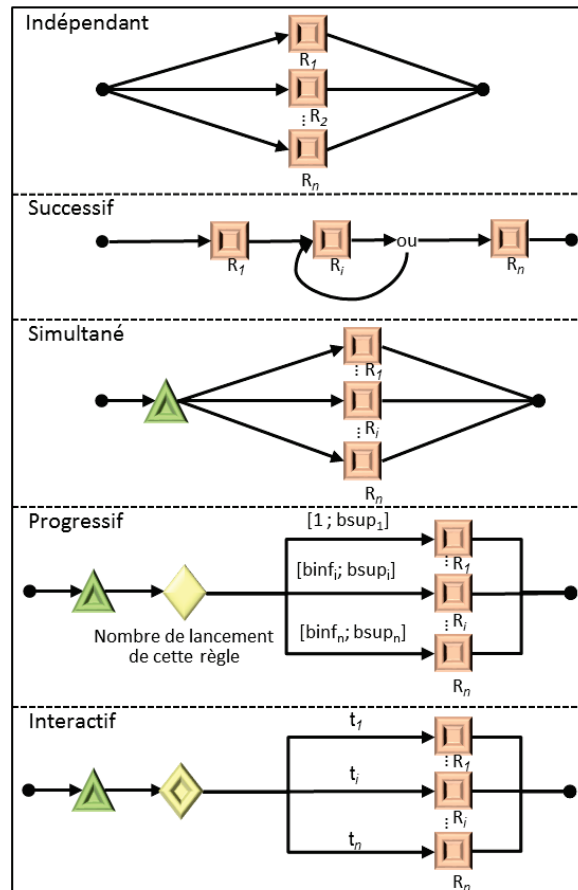 Indépendant
R1
⋮ R2
Rn
Successif
ou
R1
Ri
Rn
Simultané
⋮ R1
⋮ Ri
Rn
Progressif
[1 ; bsup1]
⋮ R1
[binfi; bsupi]
⋮ Ri
Nombre de lancement
de cette règle
[binfn; bsupn]
Rn
Interactif
t1
⋮ R1
ti
⋮ Ri
tn
Rn